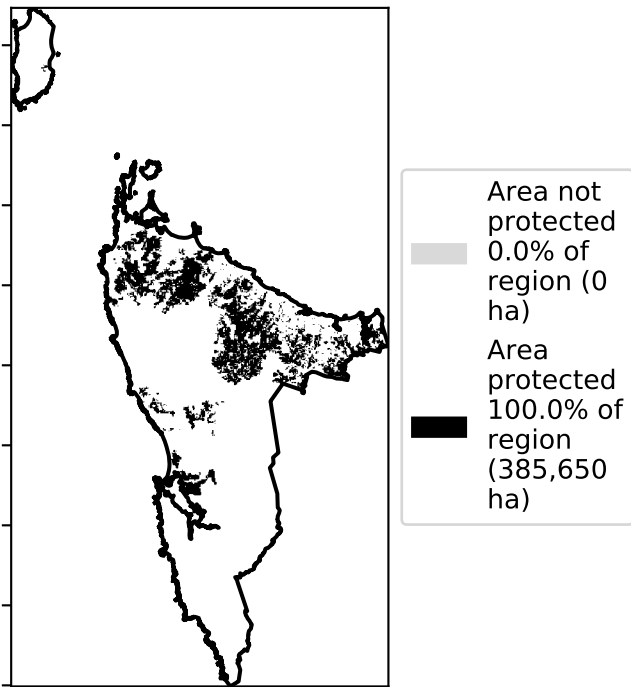 Area not
protected
0.0% of
region (0
ha)
Area
protected
100.0% of
region
(385,650
ha)